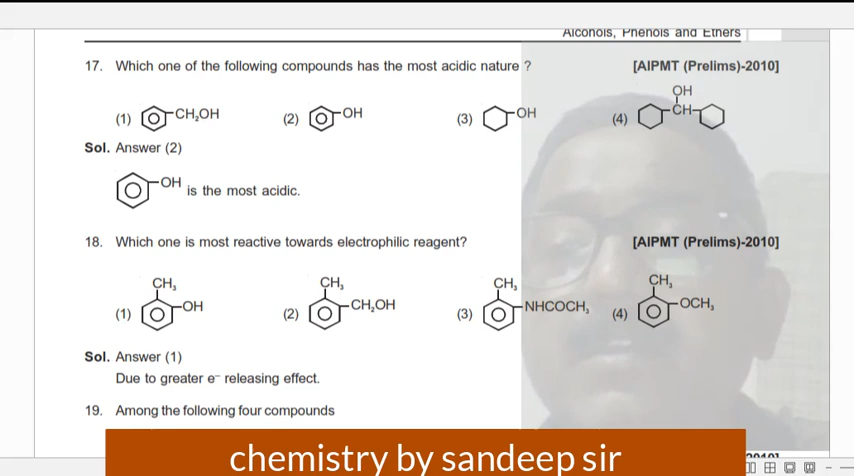 Alcohols, Phenols and Ethers
17. Which one of the following compounds has the most acidic nature ? [AIPMT (Prelims)-2010]
(1) CH₂OH (2) OH (3) OH (4) OH CH
Sol. Answer (2)
OH is the most acidic.
18. Which one is most reactive towards electrophilic reagent? [AIPMT (Prelims)-2010]
(1) CH₃ OH (2) CH₃ CH₂OH (3) CH₃ NHCOCH₃ (4) CH₃ OCH₃
Sol. Answer (1)
Due to greater e⁻ releasing effect.
19. Among the following four compounds
chemistry by sandeep sir